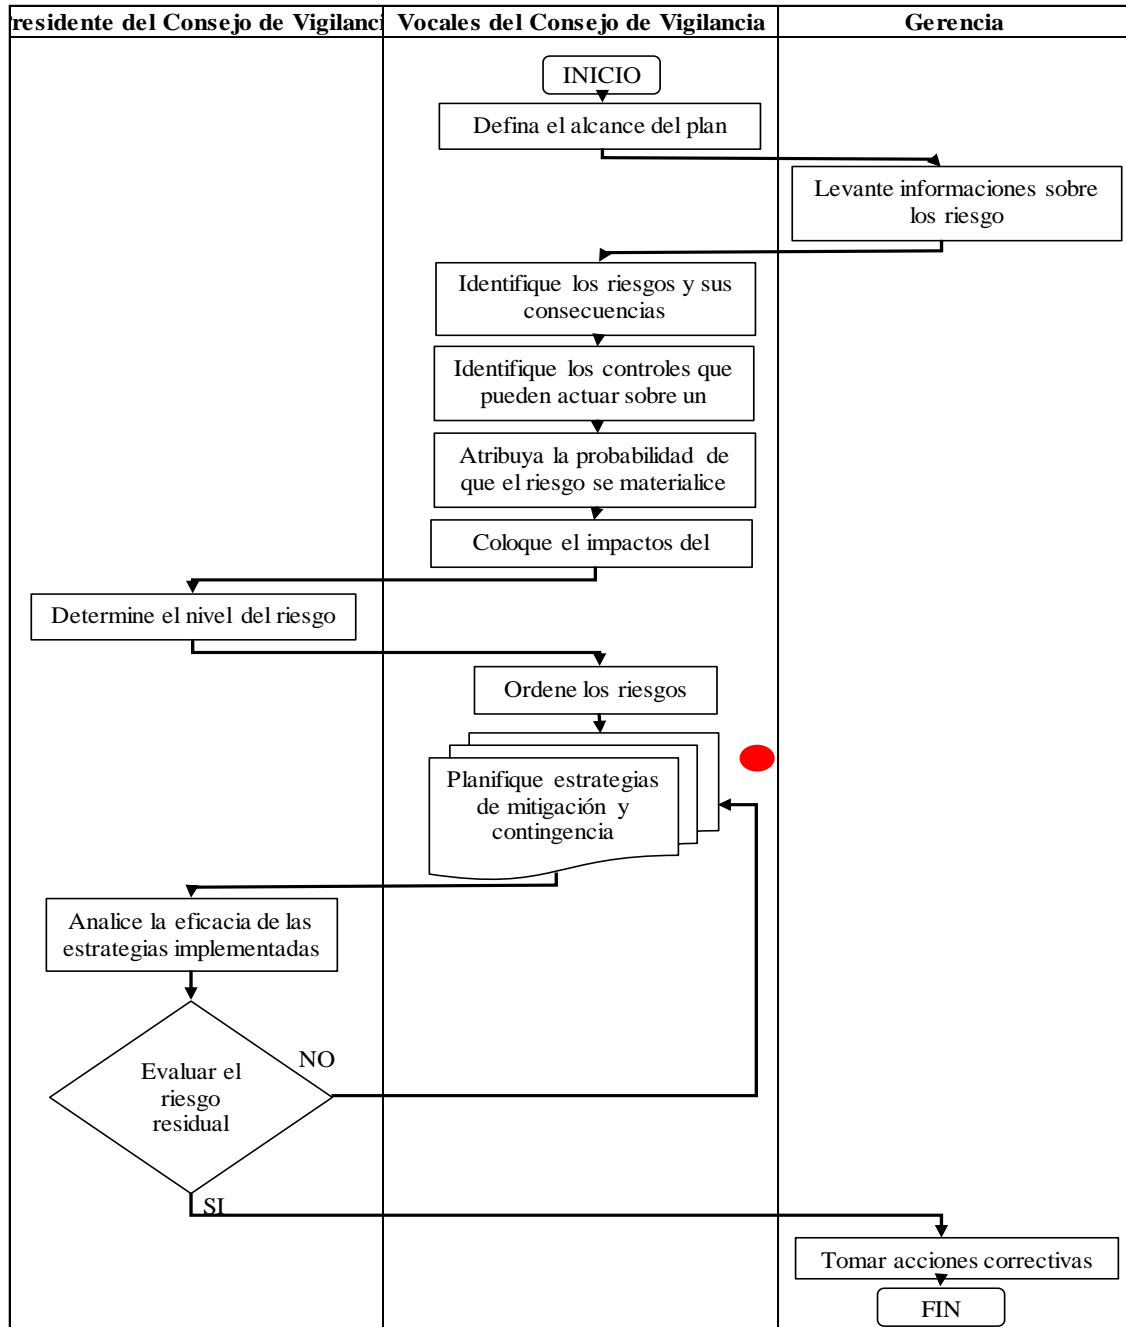 residente del Consejo de Vigilanci
Vocales del Consejo de Vigilancia
Gerencia
INICIO
Defina el alcance del plan
Levante informaciones sobre
los riesgo
Identifique los riesgos y sus
consecuencias
Identifique los controles que
pueden actuar sobre un
Atribuya la probabilidad de
que el riesgo se materialice
Coloque el impactos del
Determine el nivel del riesgo
Ordene los riesgos
Planifique estrategias
de mitigación y
contingencia
Analice la eficacia de las
estrategias implementadas
Evaluar el
riesgo
residual
NO
SI
Tomar acciones correctivas
FIN